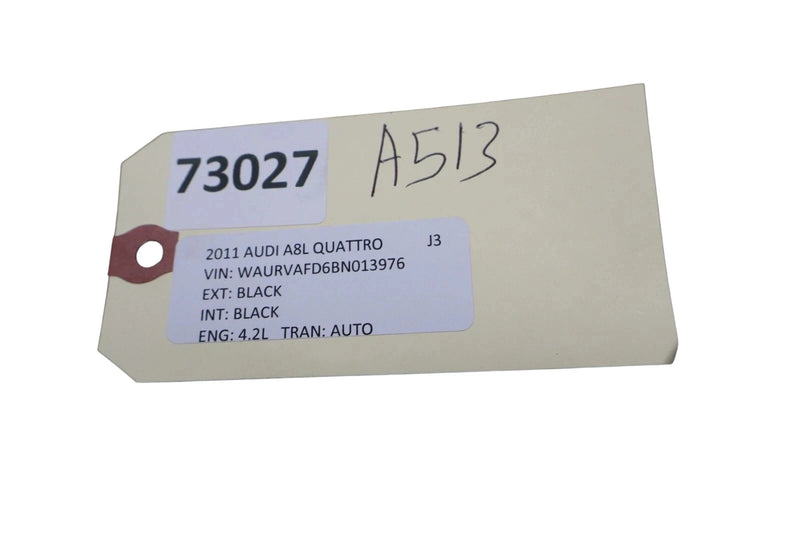 73027 A513
2011 AUDI A8L QUATTRO J3
VIN: WAURVAFD6BN013976
EXT: BLACK
INT: BLACK
ENG: 4.2L TRAN: AUTO